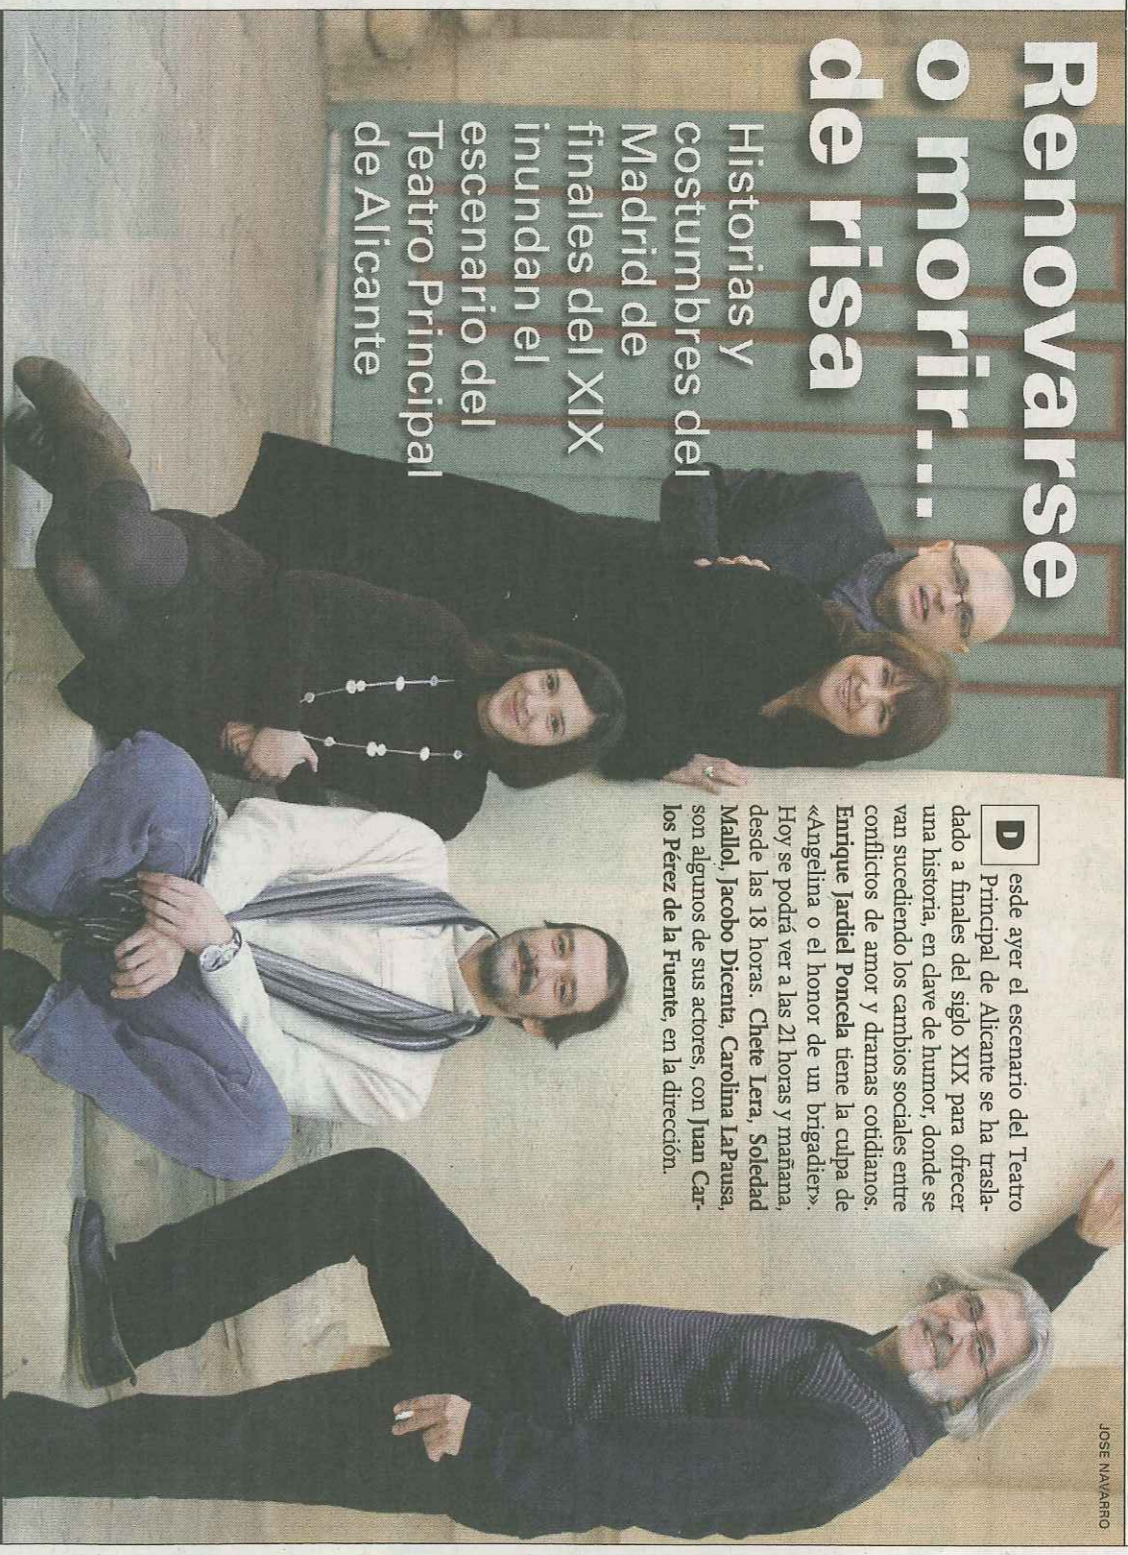 Renovarse
o morir...
de risa
Historias y
costumbres del
Madrid de
finales del XIX
inundan el
escenario del
Teatro Principal
de Alicante
Desde ayer el escenario del Teatro
Principal de Alicante se ha trasla-
dado a finales del siglo XIX para ofrecer
una historia, en clave de humor, donde se
van sucediendo los cambios sociales entre
conflictos de amor y dramas cotidianos.
Enrique Jardiel Poncela tiene la culpa de
«Angelina o el honor de un brigadier».
Hoy se podrá ver a las 21 horas y mañana,
desde las 18 horas. Chete Lera, Soledad
Mallol, Jacobo Dicenta, Carolina LaPausa,
son algunos de sus actores, con Juan Car-
los Pérez de la Fuente, en la dirección.
JOSE NAVARRO